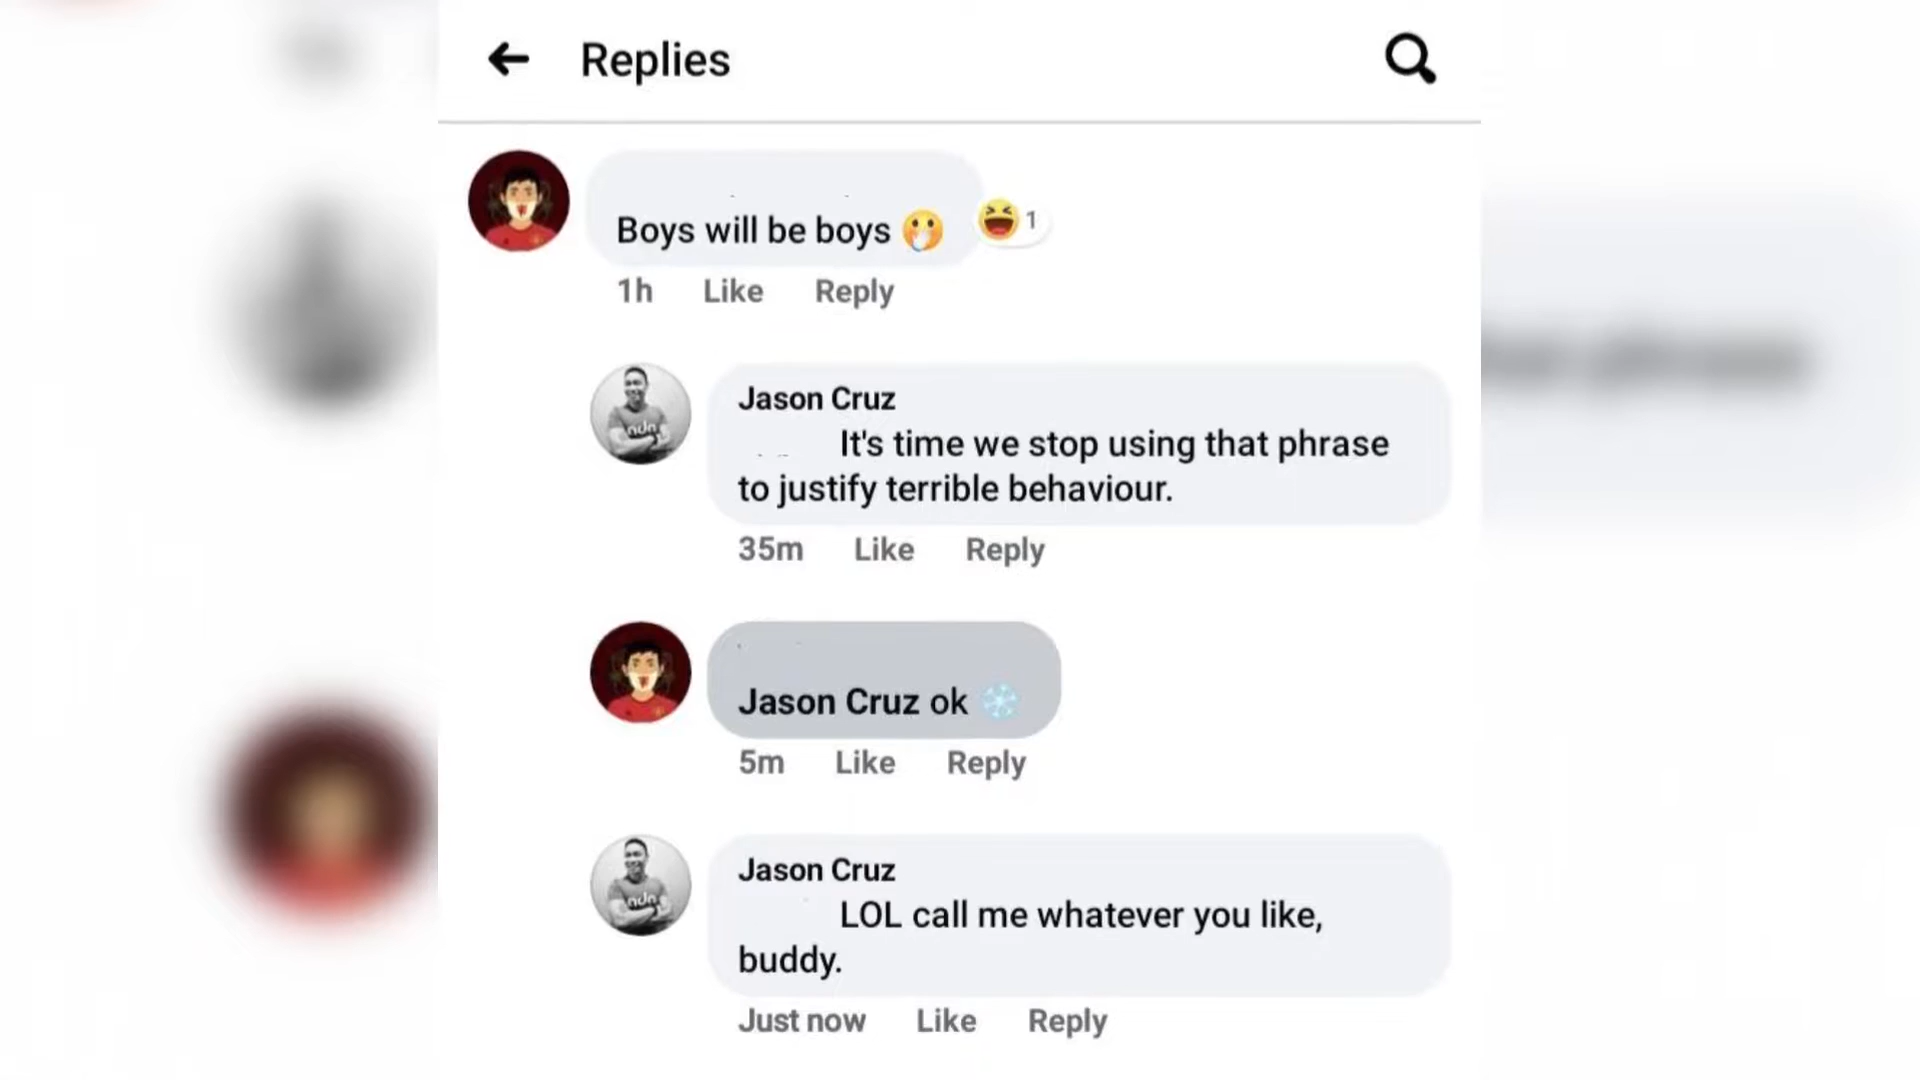 Replies
Boys will be boys 🤭
1
1h Like Reply
Jason Cruz
It's time we stop using that phrase
to justify terrible behaviour.
35m Like Reply
Jason Cruz ok ❄️
5m Like Reply
Jason Cruz
LOL call me whatever you like,
buddy.
Just now Like Reply